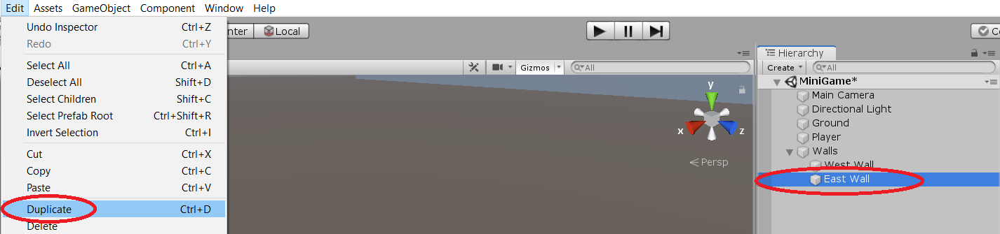 Edit Assets GameObject Component Window Help
Undo Inspector Ctrl+Z
Redo Ctrl+Y
Select All Ctrl+A
Deselect All Shift+D
Select Children Shift+C
Select Prefab Root Ctrl+Shift+R
Invert Selection Ctrl+I
Cut Ctrl+X
Copy Ctrl+C
Paste Ctrl+V
Duplicate Ctrl+D
Delete
nter Local
Gizmos All
y
x z
Persp
Co
Hierarchy
Create All
MiniGame*
Main Camera
Directional Light
Ground
Player
Walls
West Wall
East Wall